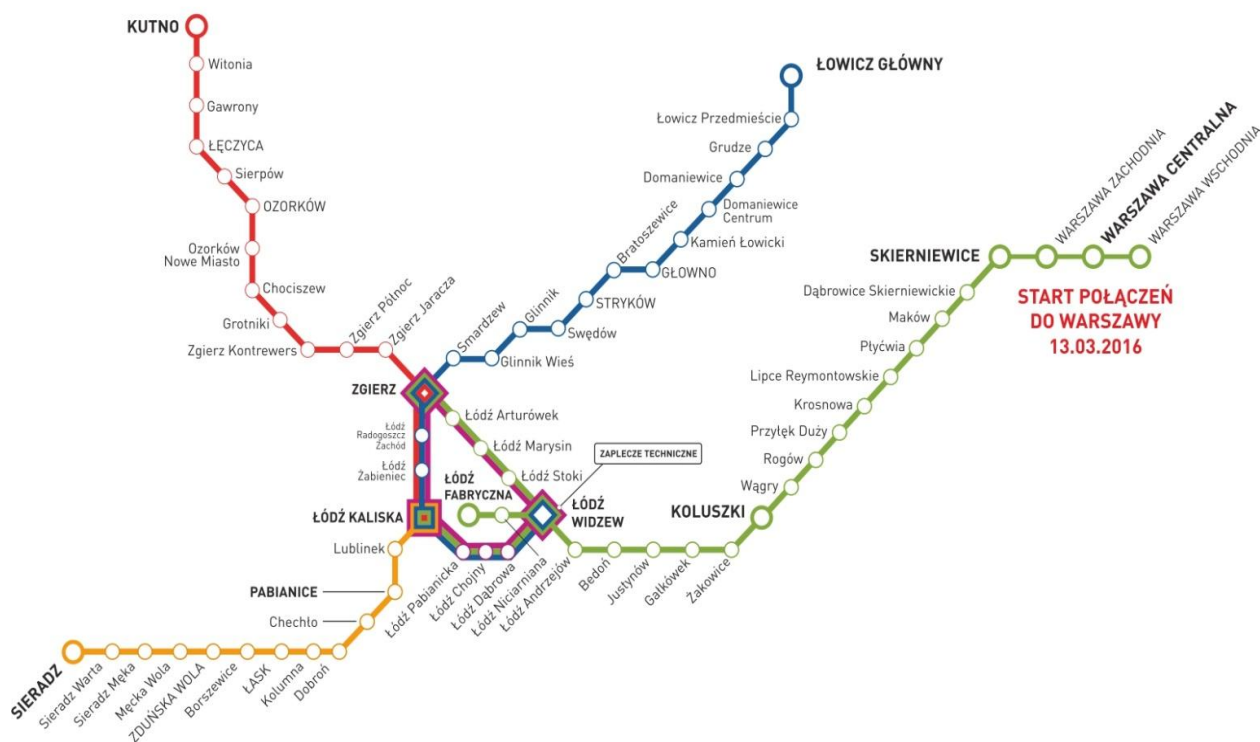 KUTNO
Witonia
Gawrony
ŁĘCZYCA
Sierpów
OZORKÓW
Ozorków
Nowe Miasto
Chociszew
Grotniki
Zgierz Kontrewers
Zgierz Północ
Zgierz Jaracza
ZGIERZ
ŁOWICZ GŁÓWNY
Łowicz Przedmieście
Grudze
Domaniewice
Domaniewice
Centrum
Kamień Łowicki
GŁOWNO
Bratoszewice
STRYKÓW
Swędów
Glinnik
Glinnik Wieś
Smardzew
Łódź
Radogoszcz
Zachód
Łódź
Żabieniec
ŁÓDŹ KALISKA
Łódź Arturówek
Łódź Marysin
Łódź Stoki
ZAPLECZE TECHNICZNE
ŁÓDŹ
FABRYCZNA
ŁÓDŹ
WIDZEW
Lublinek
PABIANICE
Chechło
Dobroń
Kolumna
ŁASK
Borszewice
ZDUŃSKA WOLA
Męcka Wola
Sieradz Męka
Sieradz Warta
SIERADZ
Łódź Pabianicka
Łódź Chojny
Łódź Dąbrowa
Łódź Niciarniana
Łódź Andrzejów
Bedoń
Justynów
Gałkówek
Żakowice
KOLUSZKI
Wągry
Rogów
Przyłęk Duży
Krosnowa
Lipce Reymontowskie
Płyćwia
Maków
Dąbrowice Skierniewickie
SKIERNIEWICE
WARSZAWA ZACHODNIA
WARSZAWA CENTRALNA
WARSZAWA WSCHODNIA
START POŁĄCZEŃ
DO WARSZAWY
13.03.2016